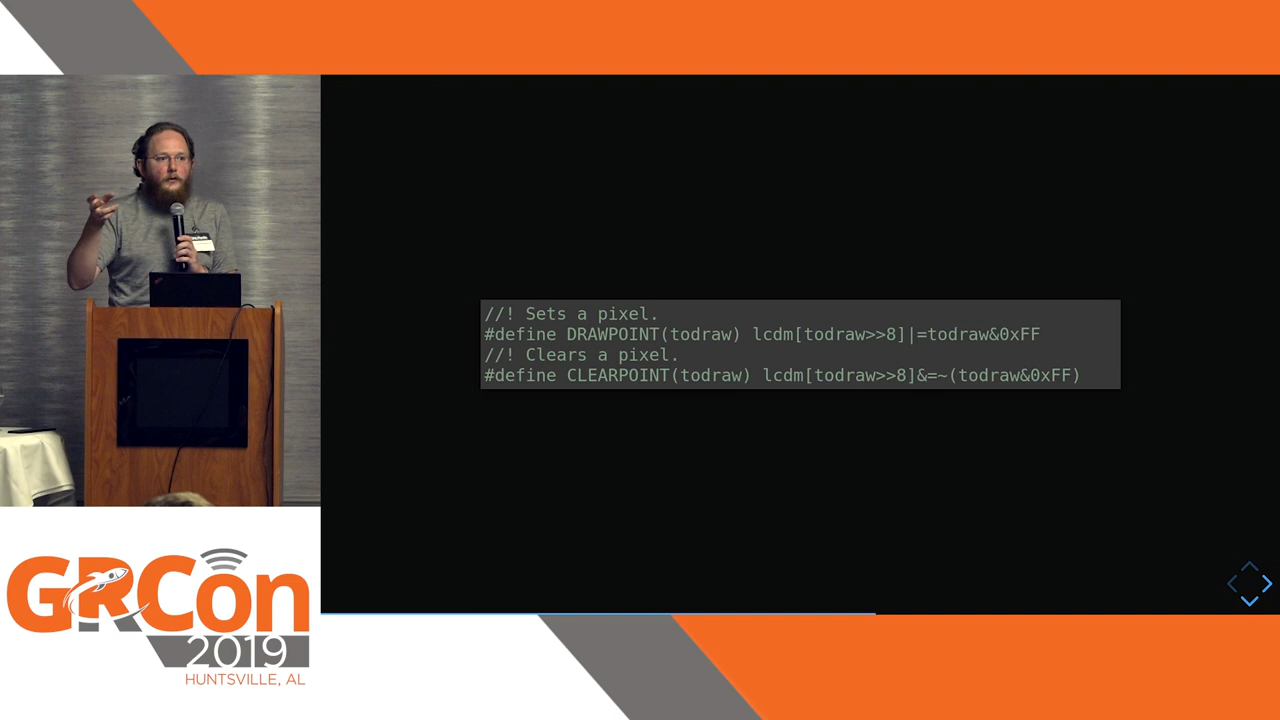 //! Sets a pixel.
#define DRAWPOINT(todraw) lcdm[todraw>>8]|=todraw&0xFF
//! Clears a pixel.
#define CLEARPOINT(todraw) lcdm[todraw>>8]&=~(todraw&0xFF)
GRCon
2019
HUNTSVILLE, AL